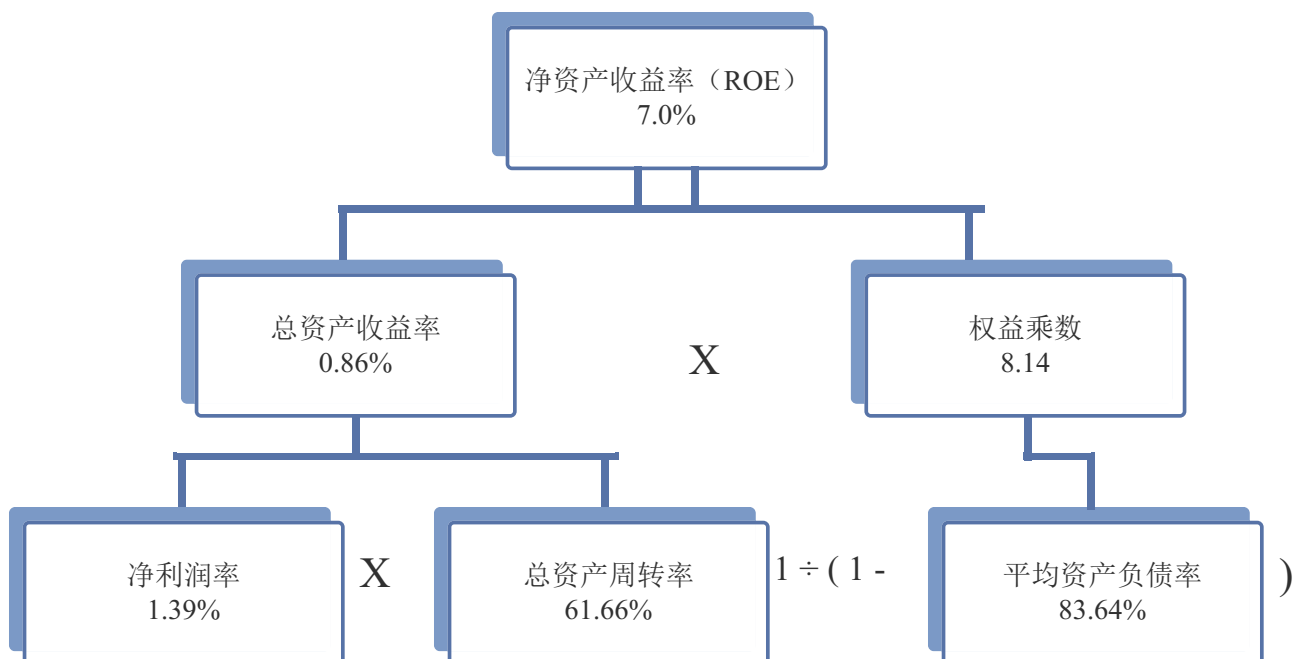 净资产收益率（ROE）
7.0%
总资产收益率
0.86%
X
权益乘数
8.14
净利润率
1.39%
X
总资产周转率
61.66%
1 ÷ ( 1 -
平均资产负债率
83.64%
)